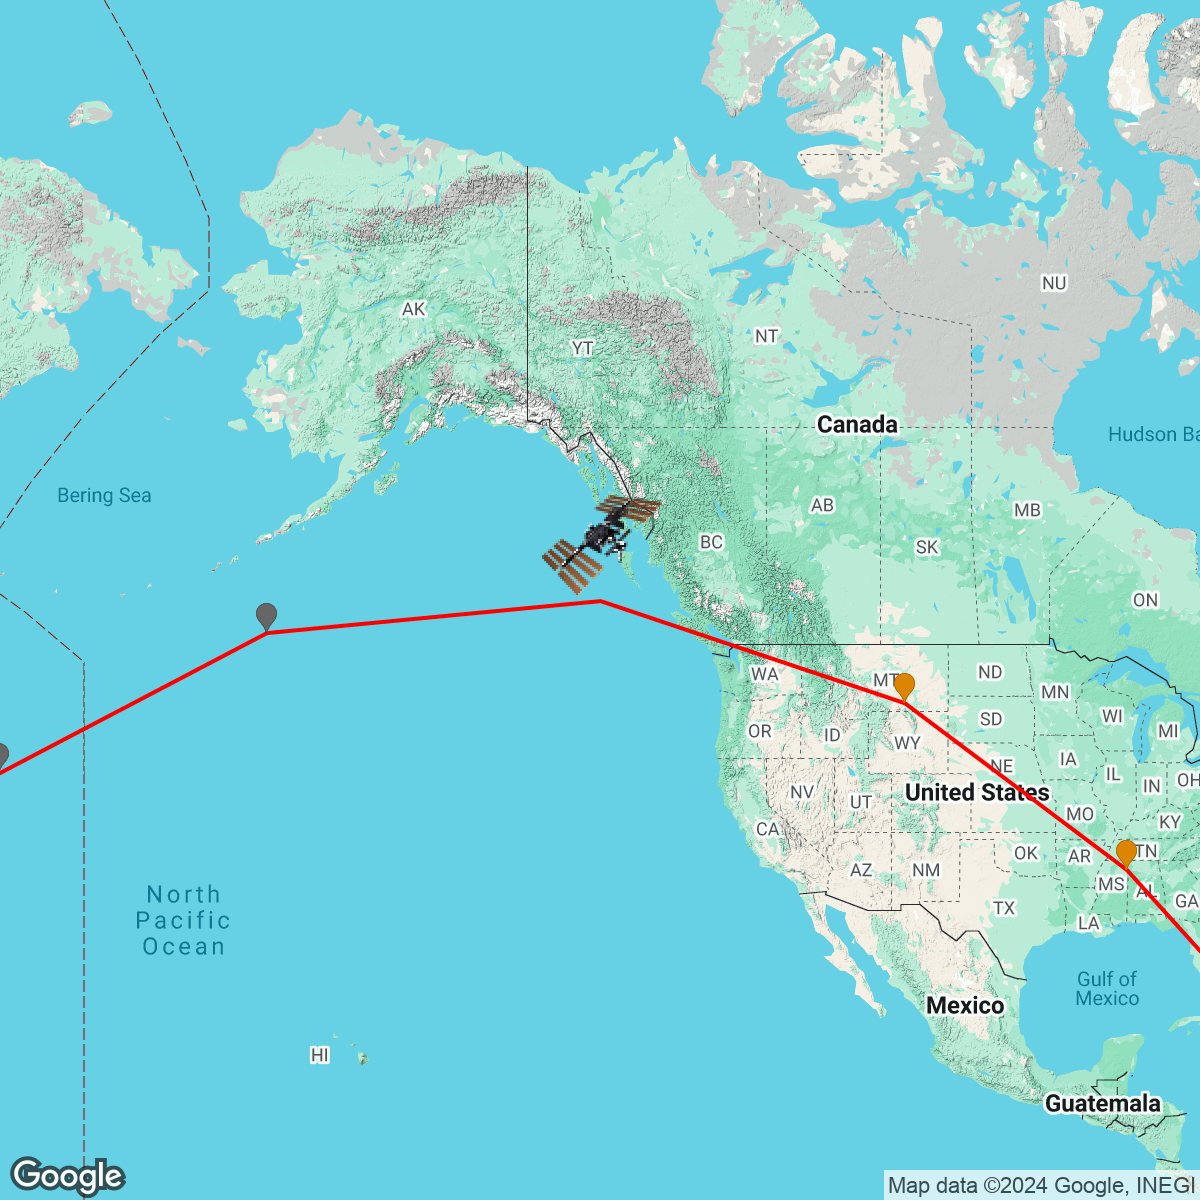 NU
AK
NT
YT
Canada
Hudson Ba
Bering Sea
AB
MB
BC
SK
ON
WA
MT
ND
MN
OR
ID
WY
SD
WI
MI
NE
IA
NV
UT
United States
IL
IN
OH
CA
MO
KY
AZ
NM
OK
AR
TN
North
Pacific
Ocean
TX
MS
AL
GA
LA
Gulf of
Mexico
Mexico
HI
Guatemala
Google
Map data ©2024 Google, INEGI